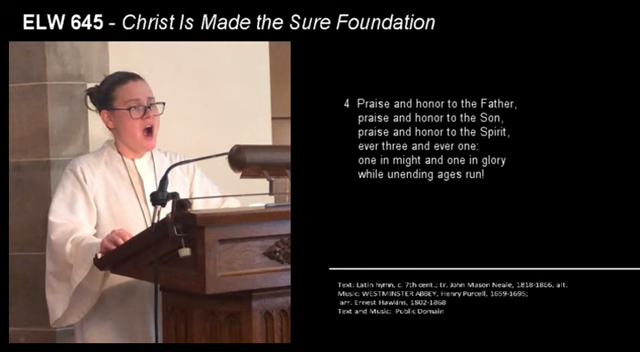 ELW 645 - Christ Is Made the Sure Foundation
4 Praise and honor to the Father,
praise and honor to the Son,
praise and honor to the Spirit,
ever three and ever one:
one in might and one in glory
while unending ages run!
Text: Latin hymn, c. 7th cent.; tr. John Mason Neale, 1818-1866, alt.
Music: WESTMINSTER ABBEY, Henry Purcell, 1659-1695;
arr. Ernest Hawkins, 1802-1868
Text and Music: Public Domain